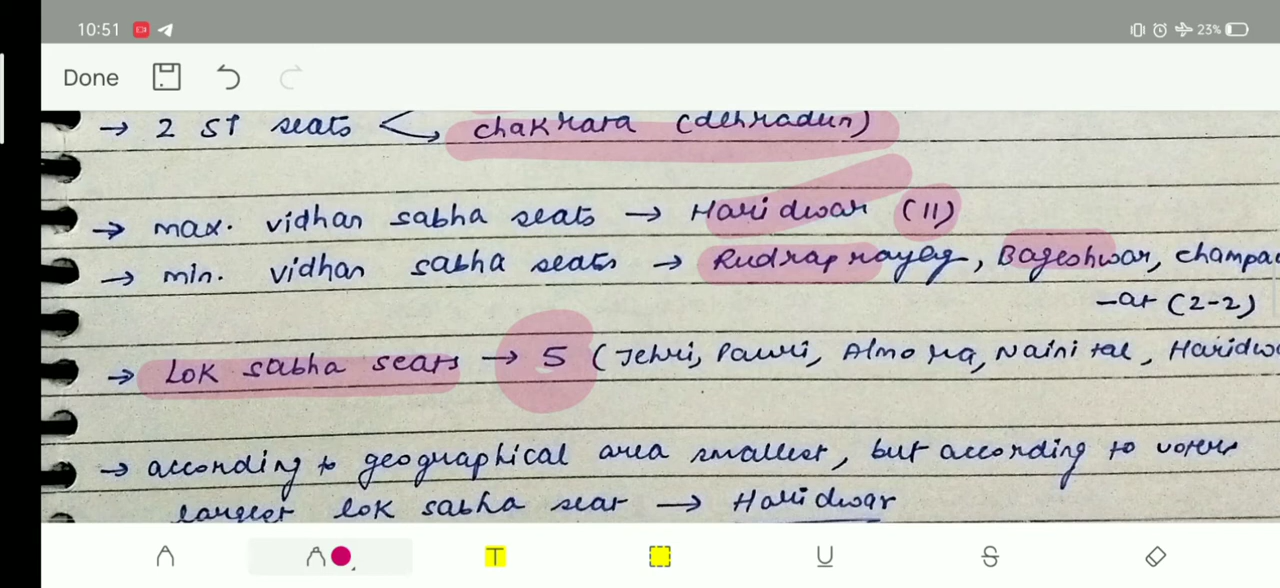 10:51
23%
Done
→ 2 ST seats < chakrata (dehradun)
→ max. vidhan sabha seats → Haridwar (11)
→ min. vidhan sabha seats → Rudraprayag, Bageshwar, champa
-at (2-2)
→ Lok sabha seats → 5 (Tehri, Pauri, Almora, Nainital, Haridwa
→ according to geographical area smallest, but according to voters
largest lok sabha seat → Haridwar
T
U
S